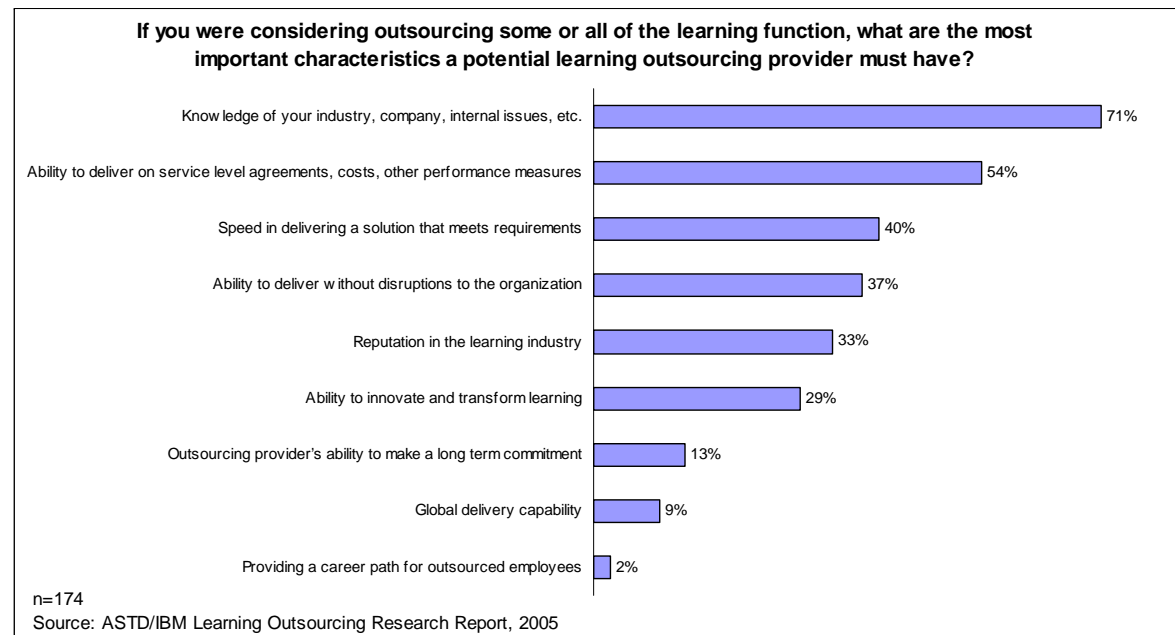 If you were considering outsourcing some or all of the learning function, what are the most
important characteristics a potential learning outsourcing provider must have?
Knowledge of your industry, company, internal issues, etc.
71%
Ability to deliver on service level agreements, costs, other performance measures
54%
Speed in delivering a solution that meets requirements
40%
Ability to deliver without disruptions to the organization
37%
Reputation in the learning industry
33%
Ability to innovate and transform learning
29%
Outsourcing provider’s ability to make a long term commitment
13%
Global delivery capability
9%
Providing a career path for outsourced employees
2%
n=174
Source: ASTD/IBM Learning Outsourcing Research Report, 2005